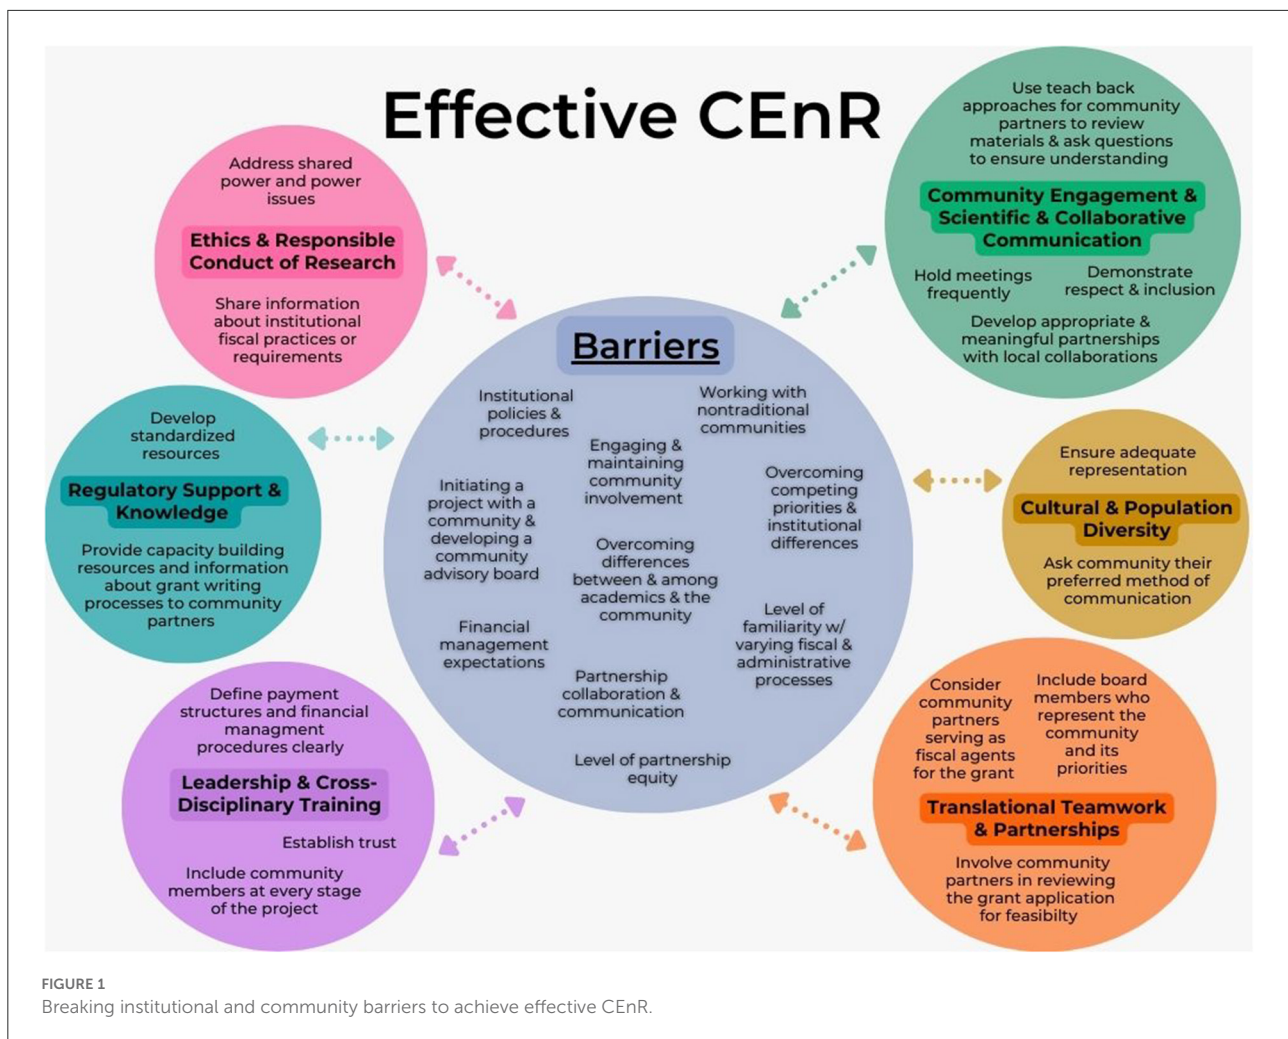 Effective CEnR
Address shared
power and power
issues
Ethics & Responsible
Conduct of Research
Share information
about institutional
fiscal practices or
requirements
Use teach back
approaches for community
partners to review
materials & ask questions
to ensure understanding
Community Engagement &
Scientific & Collaborative
Communication
Hold meetings
frequently
Demonstrate
respect & inclusion
Develop appropriate &
meaningful partnerships
with local collaborations
Develop
standardized
resources
Regulatory Support &
Knowledge
Provide capacity building
resources and information
about grant writing
processes to community
partners
Barriers
Institutional
policies &
procedures
Working with
nontraditional
communities
Engaging &
maintaining
community
involvement
Initiating a
project with a
community &
developing a
community
advisory board
Overcoming
competing
priorities &
institutional
differences
Overcoming
differences
between & among
academics & the
community
Financial
management
expectations
Level of
familiarity w/
varying fiscal &
administrative
processes
Partnership
collaboration &
communication
Level of partnership
equity
Ensure adequate
representation
Cultural & Population
Diversity
Ask community their
preferred method of
communication
Define payment
structures and financial
managment
procedures clearly
Leadership & Cross-
Disciplinary Training
Establish trust
Include community
members at every stage
of the project
Consider
community
partners
serving as
fiscal agents
for the grant
Include board
members who
represent the
community
and its
priorities
Translational Teamwork
& Partnerships
Involve community
partners in reviewing
the grant application
for feasibilty
FIGURE 1
Breaking institutional and community barriers to achieve effective CEnR.